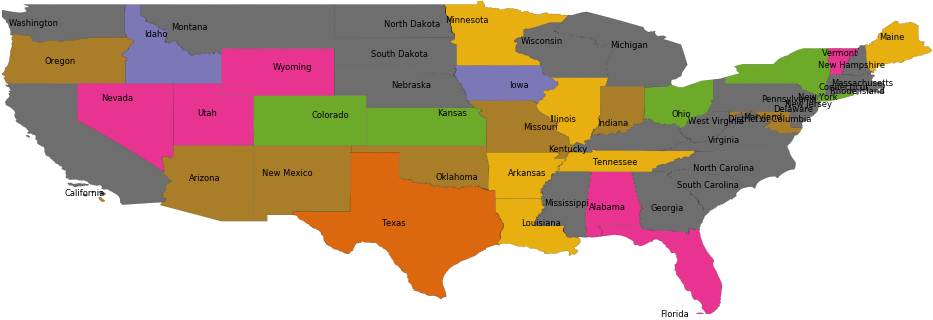 Washington
Montana
North Dakota
Minnesota
Idaho
Oregon
Wyoming
South Dakota
Wisconsin
Michigan
Vermont
Maine
New Hampshire
Nevada
Utah
Colorado
Nebraska
Kansas
Iowa
Illinois
Indiana
Ohio
Missouri
Kentucky
West Virginia
Virginia
Pennsylvania
New York
New Jersey
Massachusetts
Connecticut
Rhode Island
Delaware
Maryland
District of Columbia
California
Arizona
New Mexico
Oklahoma
Arkansas
Tennessee
North Carolina
South Carolina
Texas
Louisiana
Mississippi
Alabama
Georgia
Florida